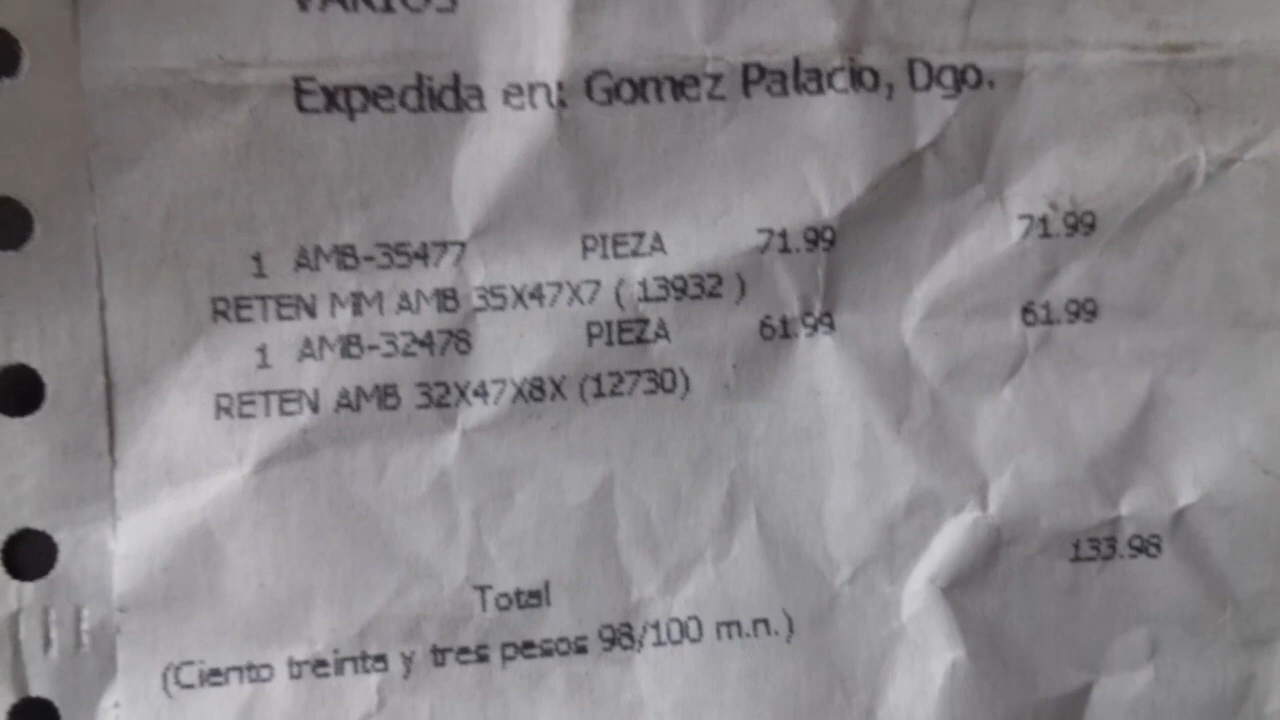 VARIOS
Expedida en: Gomez Palacio, Dgo.
1 AMB-35477 PIEZA 71.99 71.99
RETEN MM AMB 35X47X7 ( 13932 )
1 AMB-32478 PIEZA 61.99 61.99
RETEN AMB 32X47X8X (12730)
133.98
Total
(Ciento treinta y tres pesos 98/100 m.n.)